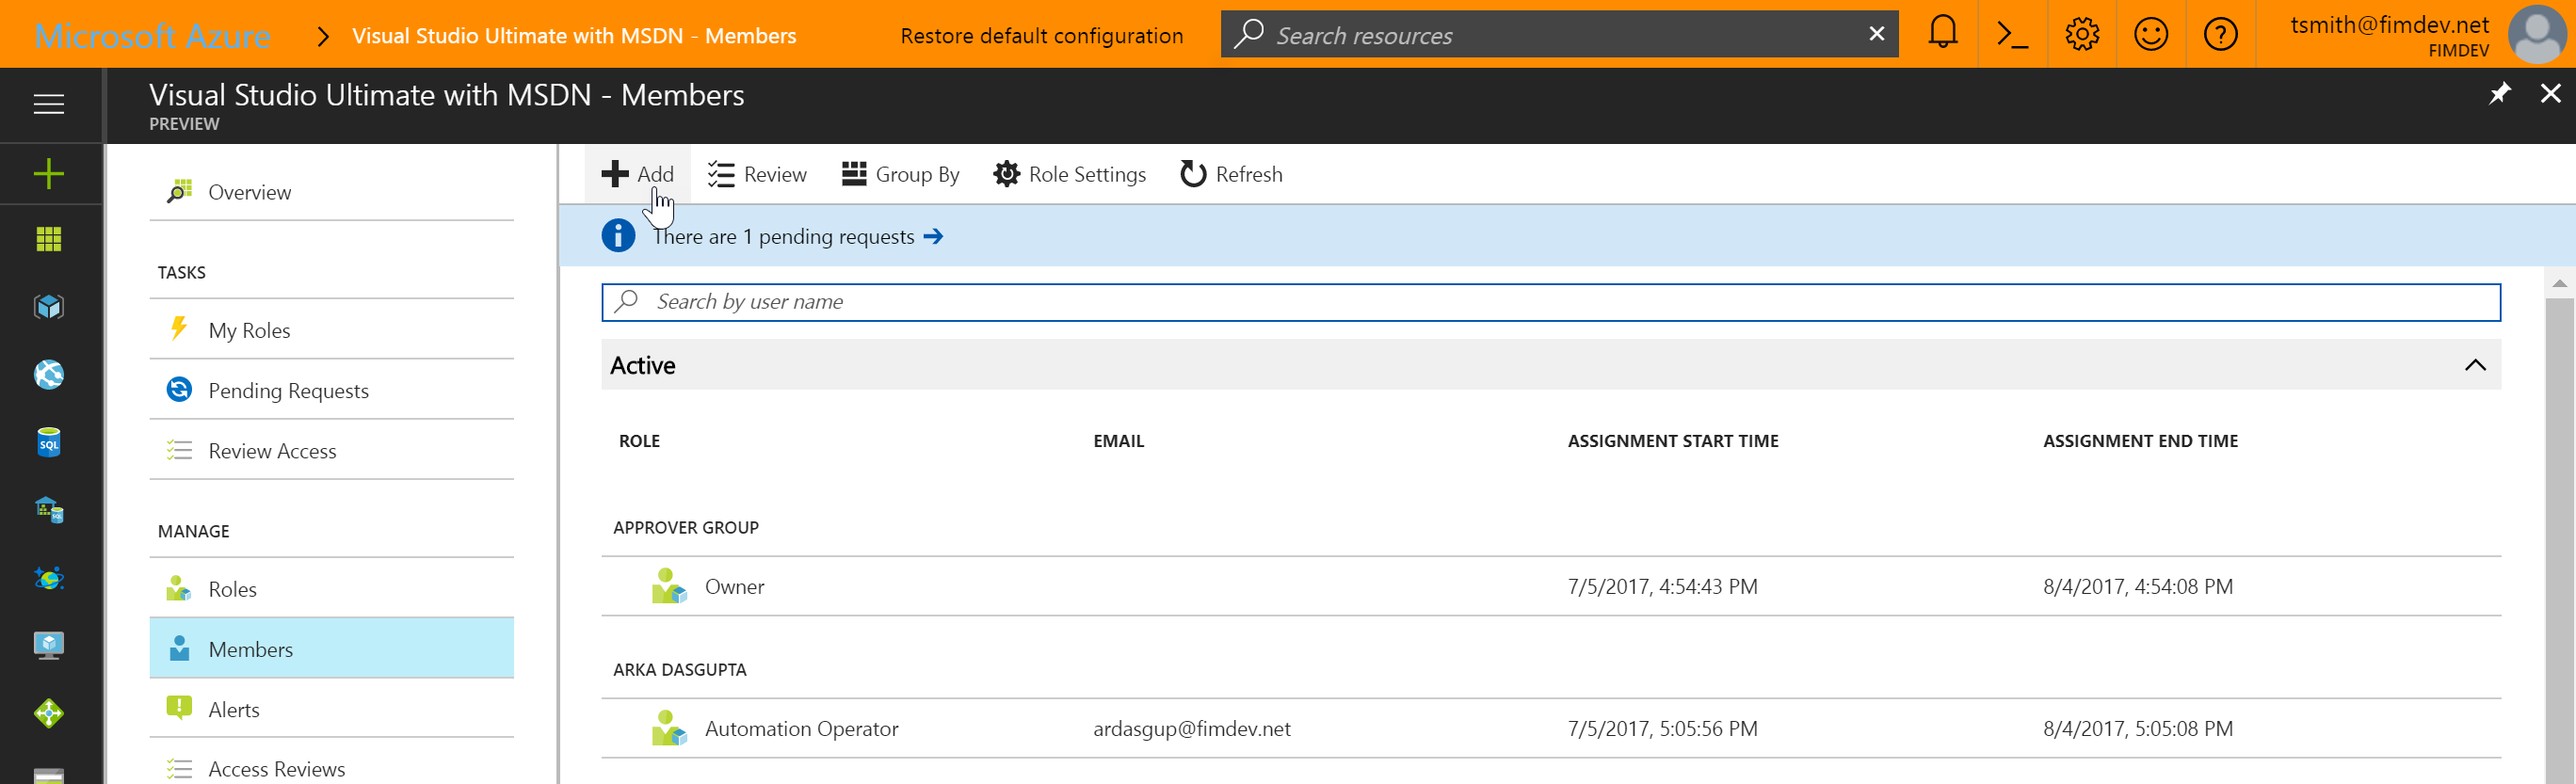 Microsoft Azure
Visual Studio Ultimate with MSDN - Members
Restore default configuration
Search resources
tsmith@fimdev.net
FIMDEV
Visual Studio Ultimate with MSDN - Members
PREVIEW
Overview
TASKS
My Roles
Pending Requests
Review Access
MANAGE
Roles
Members
Alerts
Access Reviews
SQL
Add
Review
Group By
Role Settings
Refresh
There are 1 pending requests
Search by user name
Active
ROLE EMAIL ASSIGNMENT START TIME ASSIGNMENT END TIME
APPROVER GROUP
Owner 7/5/2017, 4:54:43 PM 8/4/2017, 4:54:08 PM
ARKA DASGUPTA
Automation Operator ardasgup@fimdev.net 7/5/2017, 5:05:56 PM 8/4/2017, 5:05:08 PM